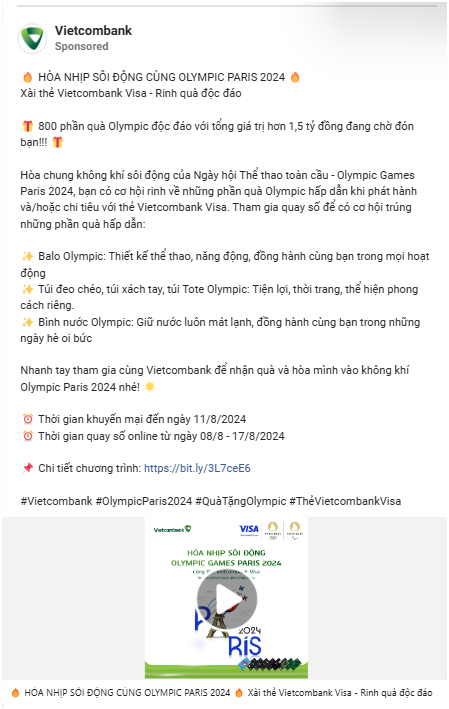 Vietcombank
Sponsored
🔥 HÒA NHỊP SÔI ĐỘNG CÙNG OLYMPIC PARIS 2024 🔥
Xài thẻ Vietcombank Visa - Rinh quà độc đáo
🎁 800 phần quà Olympic độc đáo với tổng giá trị hơn 1,5 tỷ đồng đang chờ đón
bạn!!! 🎁
Hòa chung không khí sôi động của Ngày hội Thể thao toàn cầu - Olympic Games
Paris 2024, bạn có cơ hội rinh về những phần quà Olympic hấp dẫn khi phát hành
và/hoặc chi tiêu với thẻ Vietcombank Visa. Tham gia quay số để có cơ hội trúng
những phần quà hấp dẫn:
✨ Balo Olympic: Thiết kế thể thao, năng động, đồng hành cùng bạn trong mọi hoạt
động
✨ Túi đeo chéo, túi xách tay, túi Tote Olympic: Tiện lợi, thời trang, thể hiện phong
cách riêng.
✨ Bình nước Olympic: Giữ nước luôn mát lạnh, đồng hành cùng bạn trong những
ngày hè oi bức
Nhanh tay tham gia cùng Vietcombank để nhận quà và hòa mình vào không khí
Olympic Paris 2024 nhé! 🌟
⏰ Thời gian khuyến mại đến ngày 11/8/2024
⏰ Thời gian quay số online từ ngày 08/8 - 17/8/2024
📌 Chi tiết chương trình: https://bit.ly/3L7ceE6
#Vietcombank #OlympicParis2024 #QuàTặngOlympic #ThẻVietcombankVisa
Vietcombank
VISA
HÒA NHỊP SÔI ĐỘNG
OLYMPIC GAMES PARIS 2024
2024
🔥 HÒA NHỊP SÔI ĐỘNG CÙNG OLYMPIC PARIS 2024 🔥 Xài thẻ Vietcombank Visa - Rinh quà độc đáo